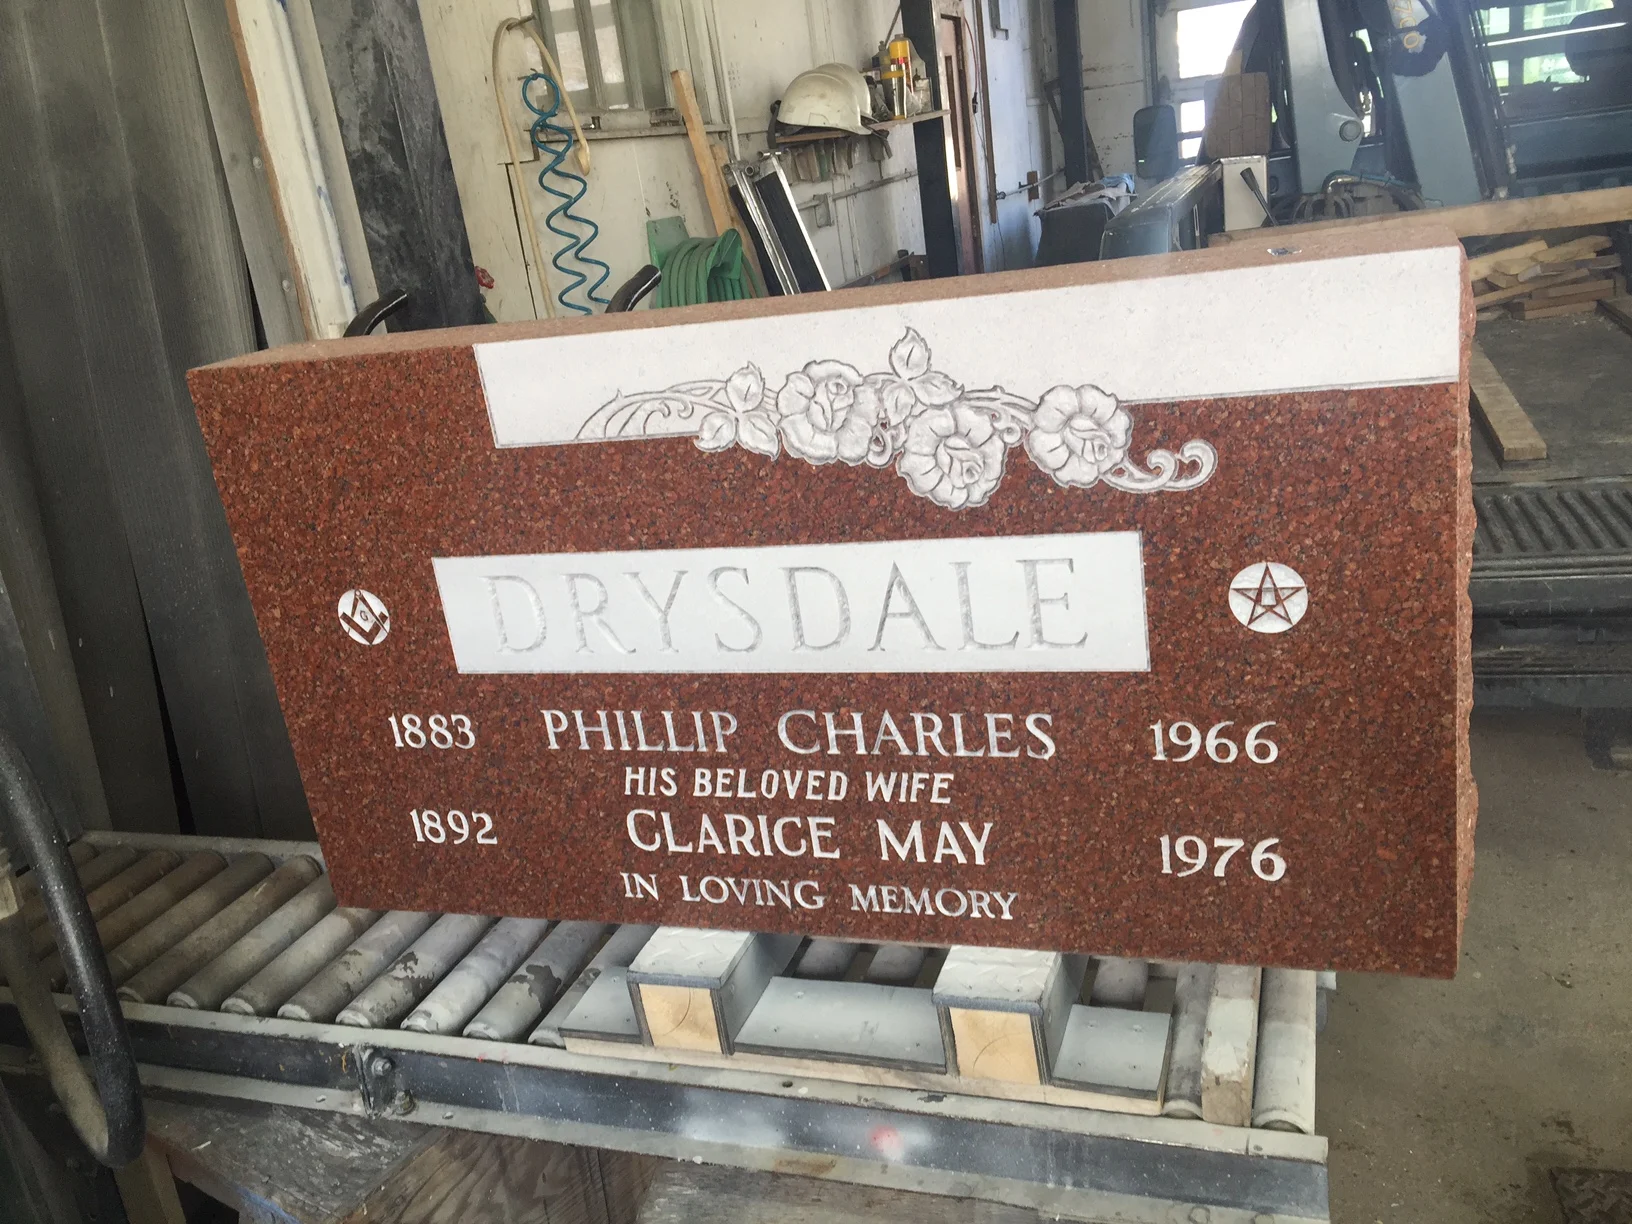 DRYSDALE
G
1883 PHILLIP CHARLES 1966
HIS BELOVED WIFE
1892 CLARICE MAY 1976
IN LOVING MEMORY